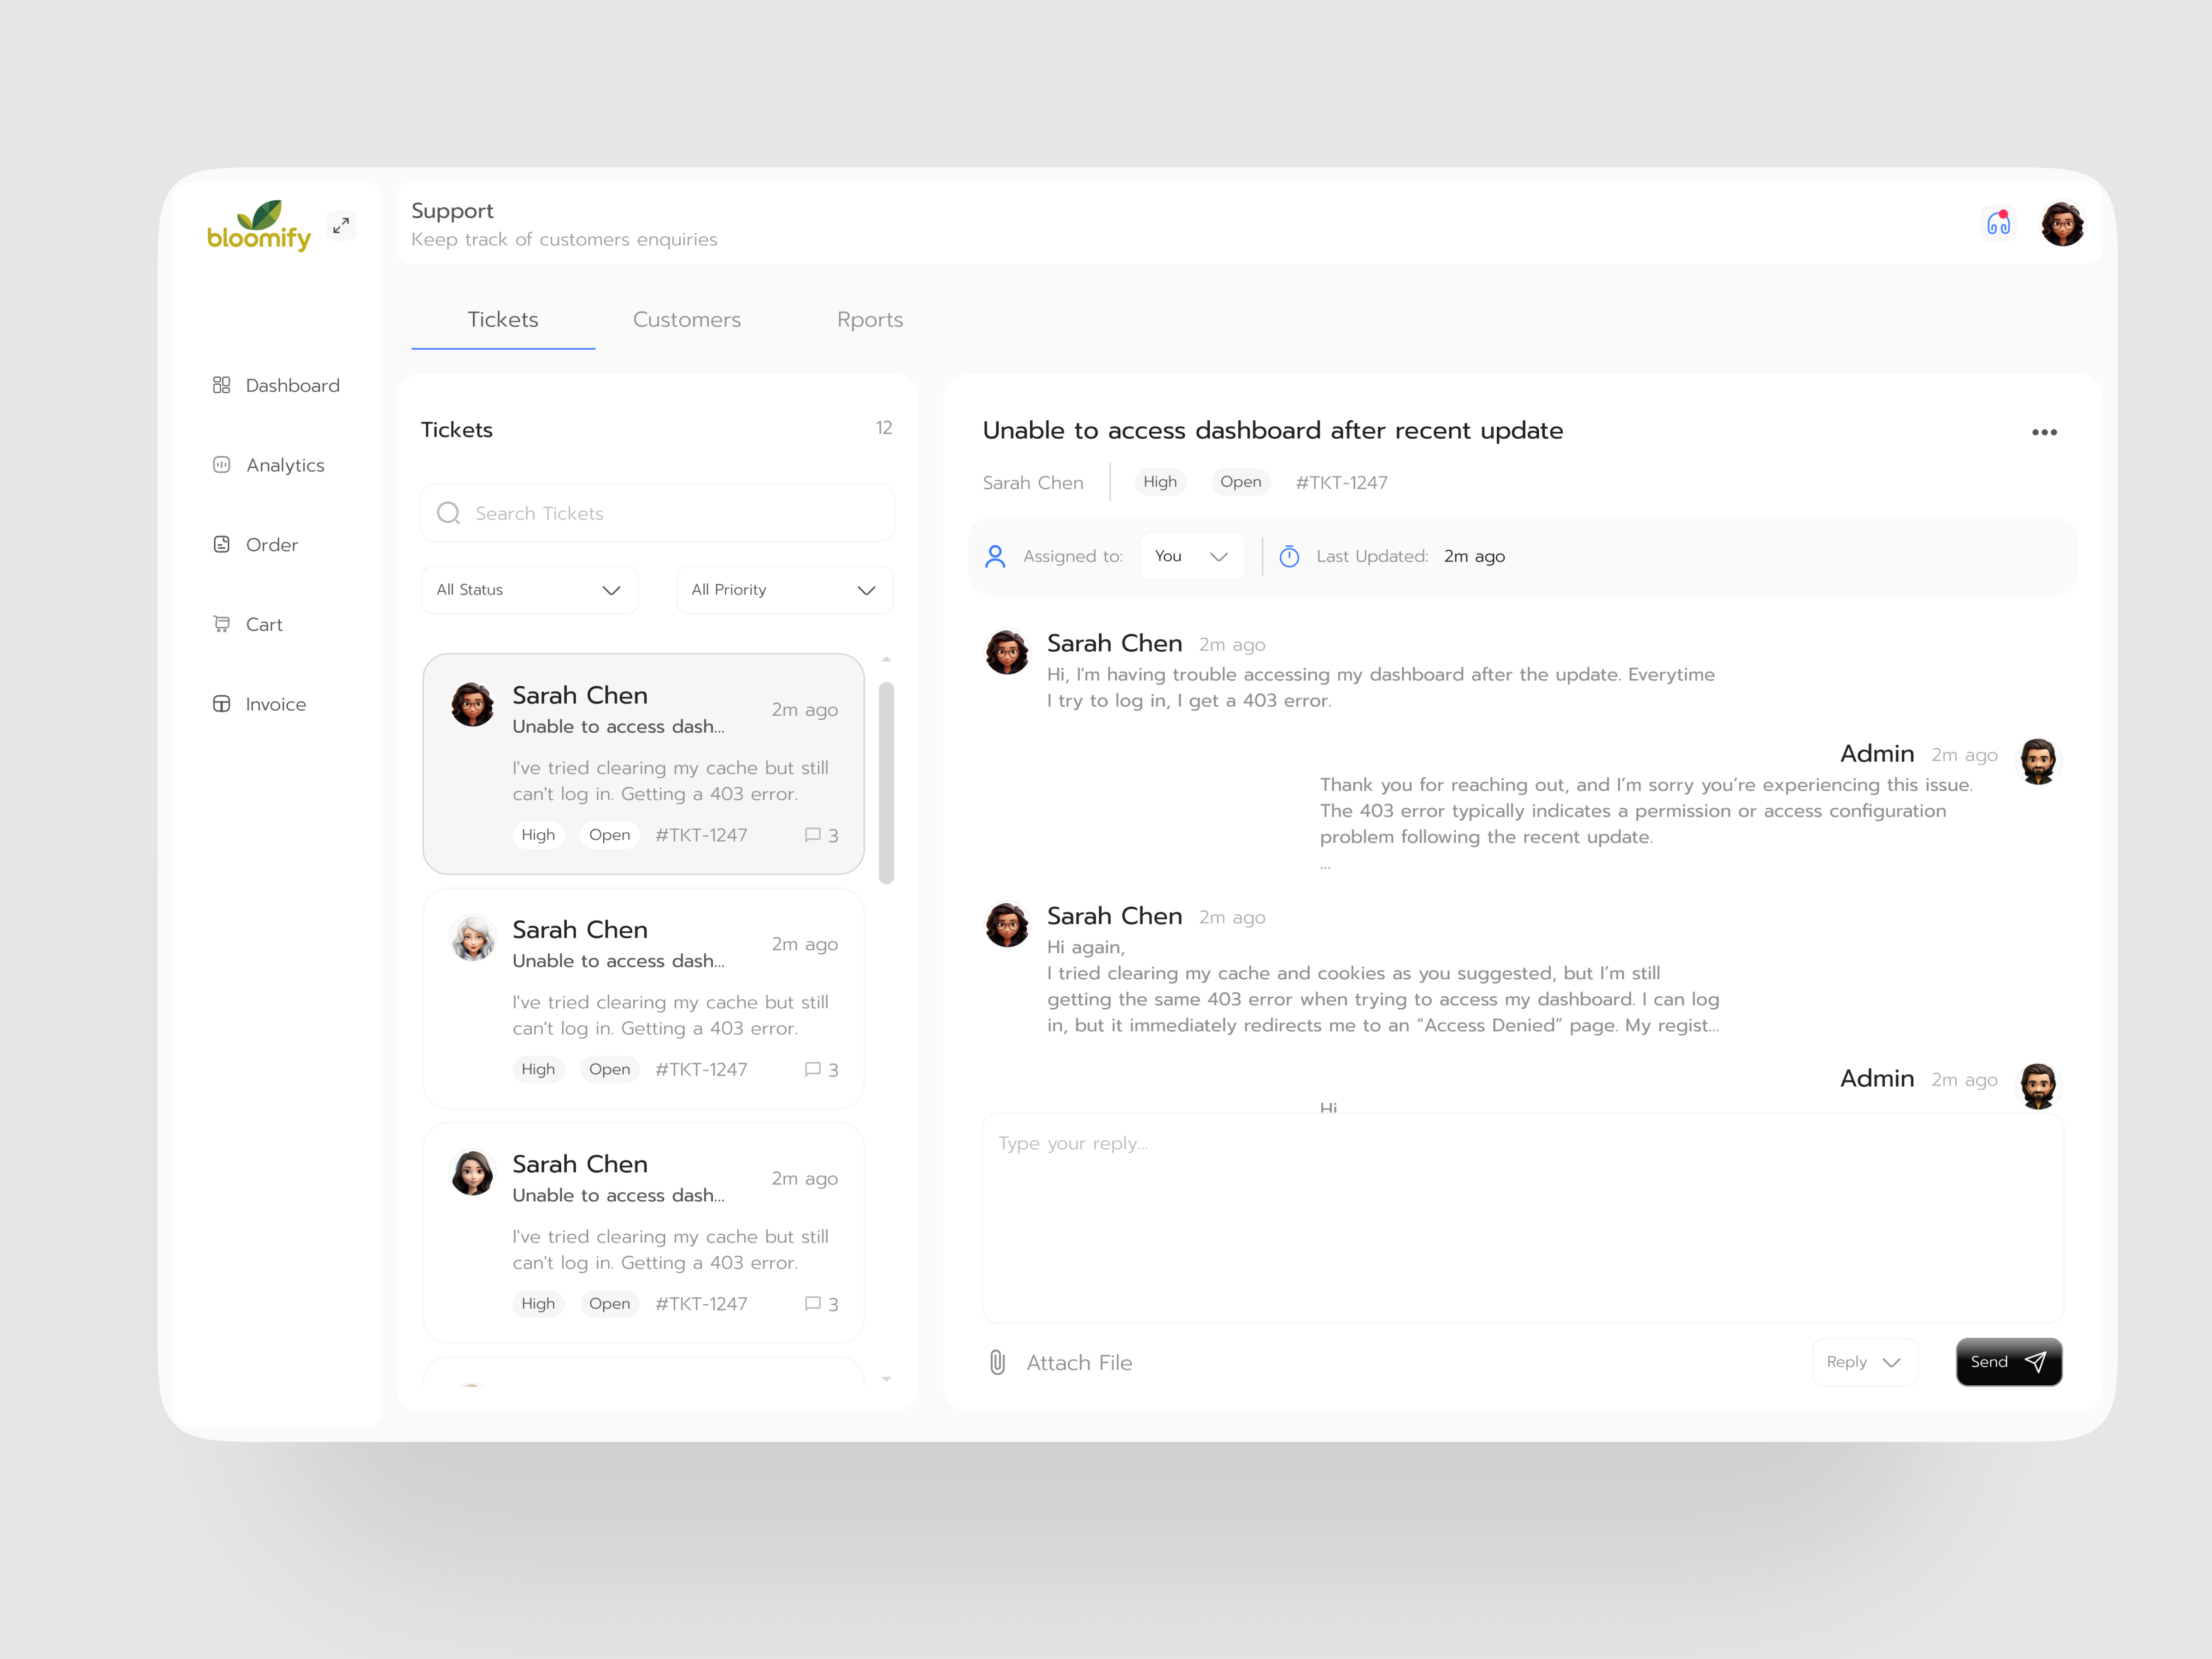 bloomify
Support
Keep track of customers enquiries
Tickets
Customers
Rports
Dashboard
Analytics
Order
Cart
Invoice
Tickets
12
Search Tickets
All Status
All Priority
Sarah Chen
2m ago
Unable to access dash...
I've tried clearing my cache but still
can't log in. Getting a 403 error.
High
Open
#TKT-1247
3
Sarah Chen
2m ago
Unable to access dash...
I've tried clearing my cache but still
can't log in. Getting a 403 error.
High
Open
#TKT-1247
3
Sarah Chen
2m ago
Unable to access dash...
I've tried clearing my cache but still
can't log in. Getting a 403 error.
High
Open
#TKT-1247
3
Unable to access dashboard after recent update
Sarah Chen
High
Open
#TKT-1247
Assigned to:
You
Last Updated:
2m ago
Sarah Chen 2m ago
Hi, I'm having trouble accessing my dashboard after the update. Everytime
I try to log in, I get a 403 error.
Admin 2m ago
Thank you for reaching out, and I’m sorry you’re experiencing this issue.
The 403 error typically indicates a permission or access configuration
problem following the recent update.
...
Sarah Chen 2m ago
Hi again,
I tried clearing my cache and cookies as you suggested, but I’m still
getting the same 403 error when trying to access my dashboard. I can log
in, but it immediately redirects me to an “Access Denied” page. My regist...
Admin 2m ago
Hi
Type your reply...
Attach File
Reply
Send